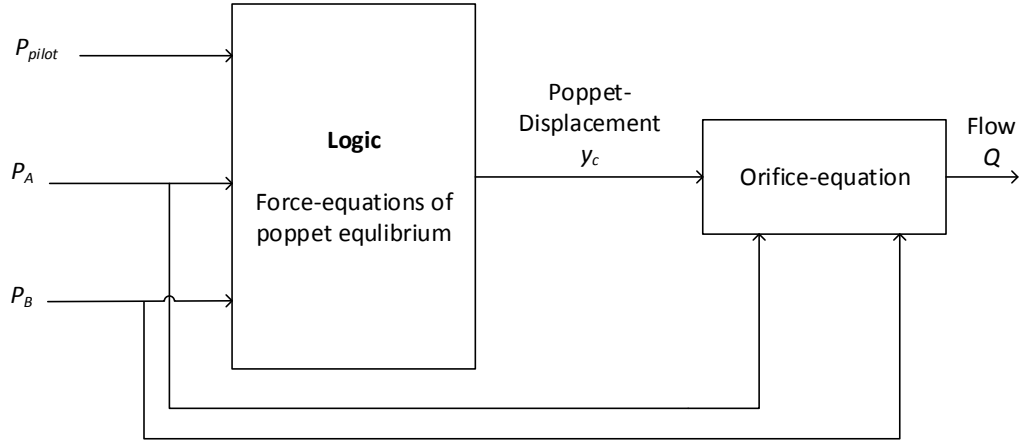 P_pilot
P_A
P_B
Logic
Force-equations of
poppet equlibrium
Poppet-
Displacement
y_c
Orifice-equation
Flow
Q